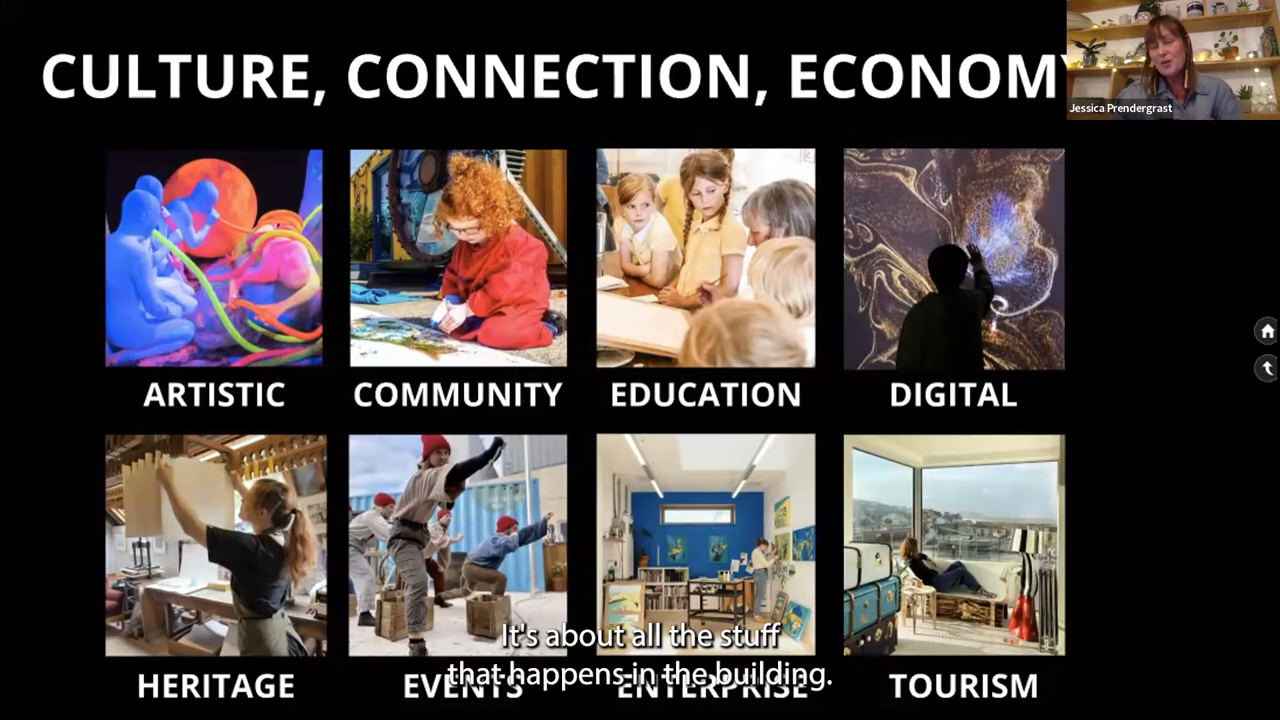 CULTURE, CONNECTION, ECONOMY
Jessica Prendergrast
ARTISTIC COMMUNITY EDUCATION DIGITAL
It's about all the stuff
that happens in the building.
HERITAGE EVENTS ENTERPRISE TOURISM